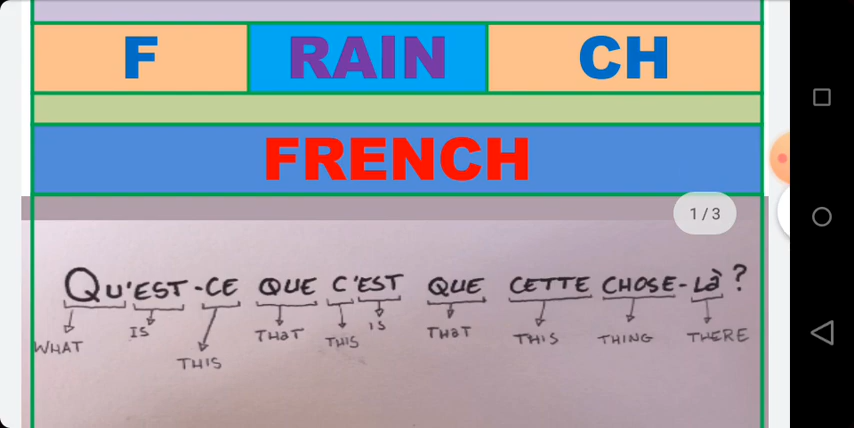 F RAIN CH
FRENCH
1/3
Qu'EST-CE QUE C'EST QUE CETTE CHOSE-Là?
WHAT IS THIS THAT THIS IS THAT THIS THING THERE